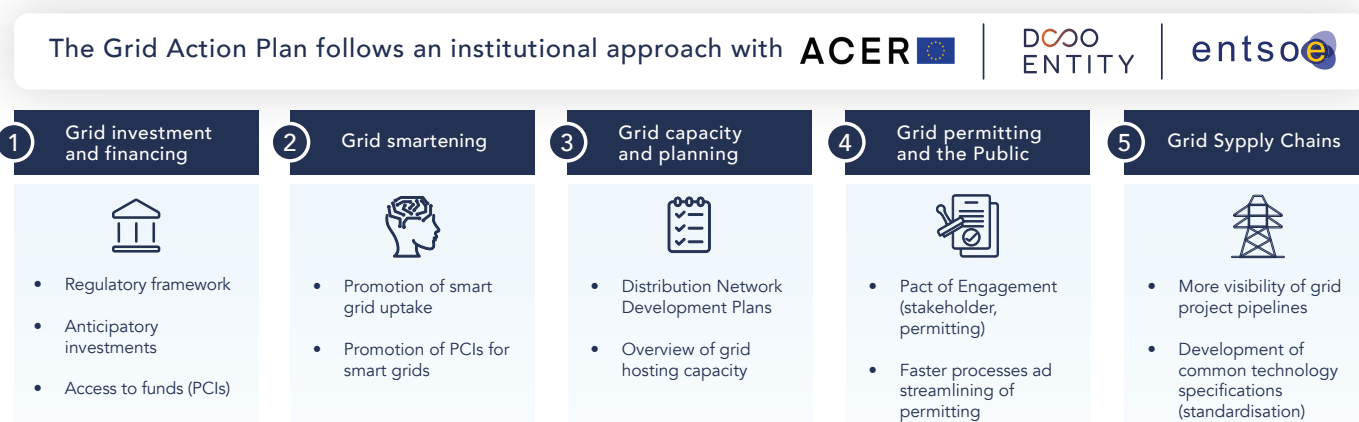 The Grid Action Plan follows an institutional approach with ACER
DSO
ENTITY
entsoe
1
Grid investment
and financing
• Regulatory framework
• Anticipatory
investments
• Access to funds (PCIs)
2
Grid smartening
• Promotion of smart
grid uptake
• Promotion of PCIs for
smart grids
3
Grid capacity
and planning
• Distribution Network
Development Plans
• Overview of grid
hosting capacity
4
Grid permitting
and the Public
• Pact of Engagement
(stakeholder,
permitting)
• Faster processes ad
streamlining of
permitting
5
Grid Sypply Chains
• More visibility of grid
project pipelines
• Development of
common technology
specifications
(standardisation)